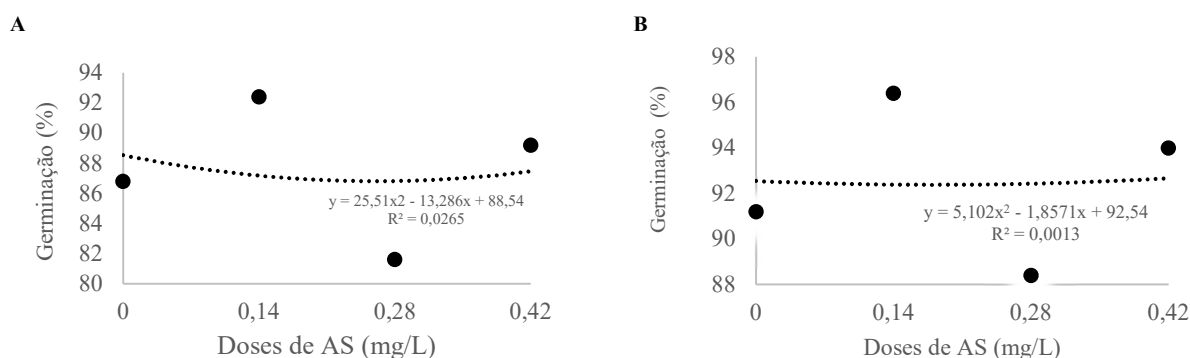 A
94
92
90
88
86
84
82
80
Germinação (%)
y = 25,51x2 - 13,286x + 88,54
R² = 0,0265
0 0,14 0,28 0,42
Doses de AS (mg/L)
B
98
96
94
92
90
88
Germinação (%)
y = 5,102x² - 1,8571x + 92,54
R² = 0,0013
0 0,14 0,28 0,42
Doses de AS (mg/L)